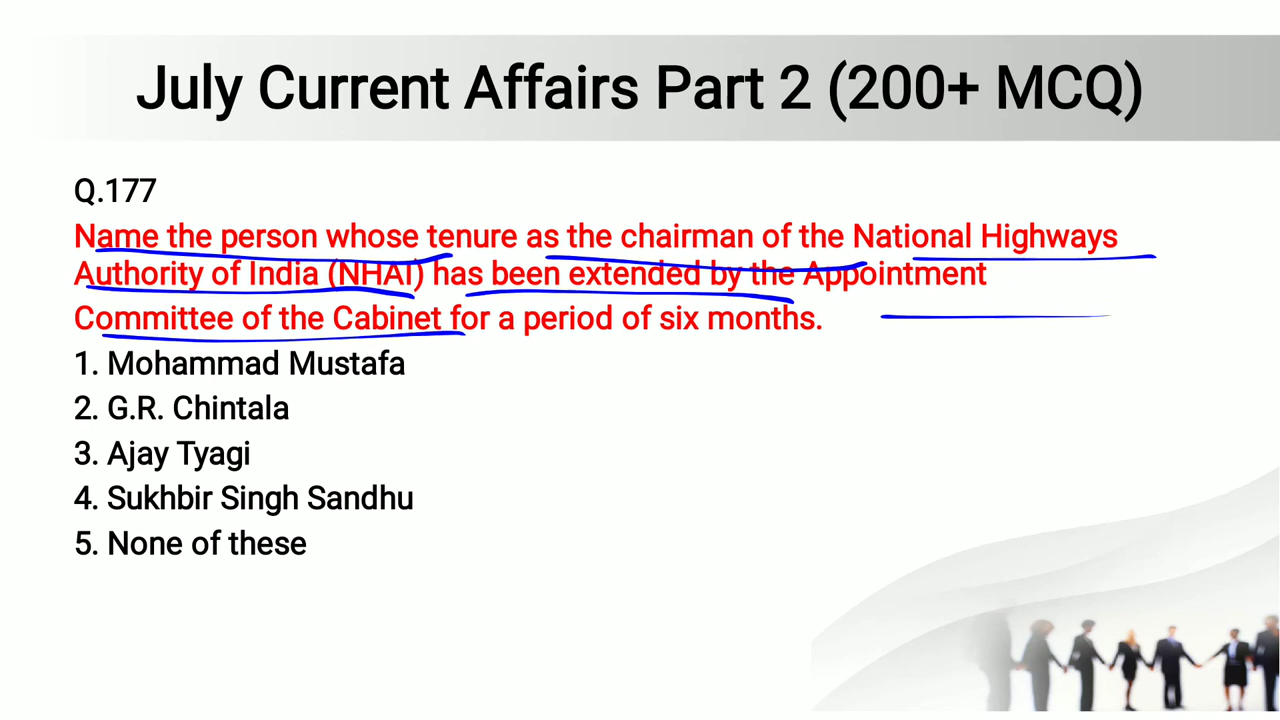 July Current Affairs Part 2 (200+ MCQ)
Q.177
Name the person whose tenure as the chairman of the National Highways
Authority of India (NHAI) has been extended by the Appointment
Committee of the Cabinet for a period of six months.
1. Mohammad Mustafa
2. G.R. Chintala
3. Ajay Tyagi
4. Sukhbir Singh Sandhu
5. None of these